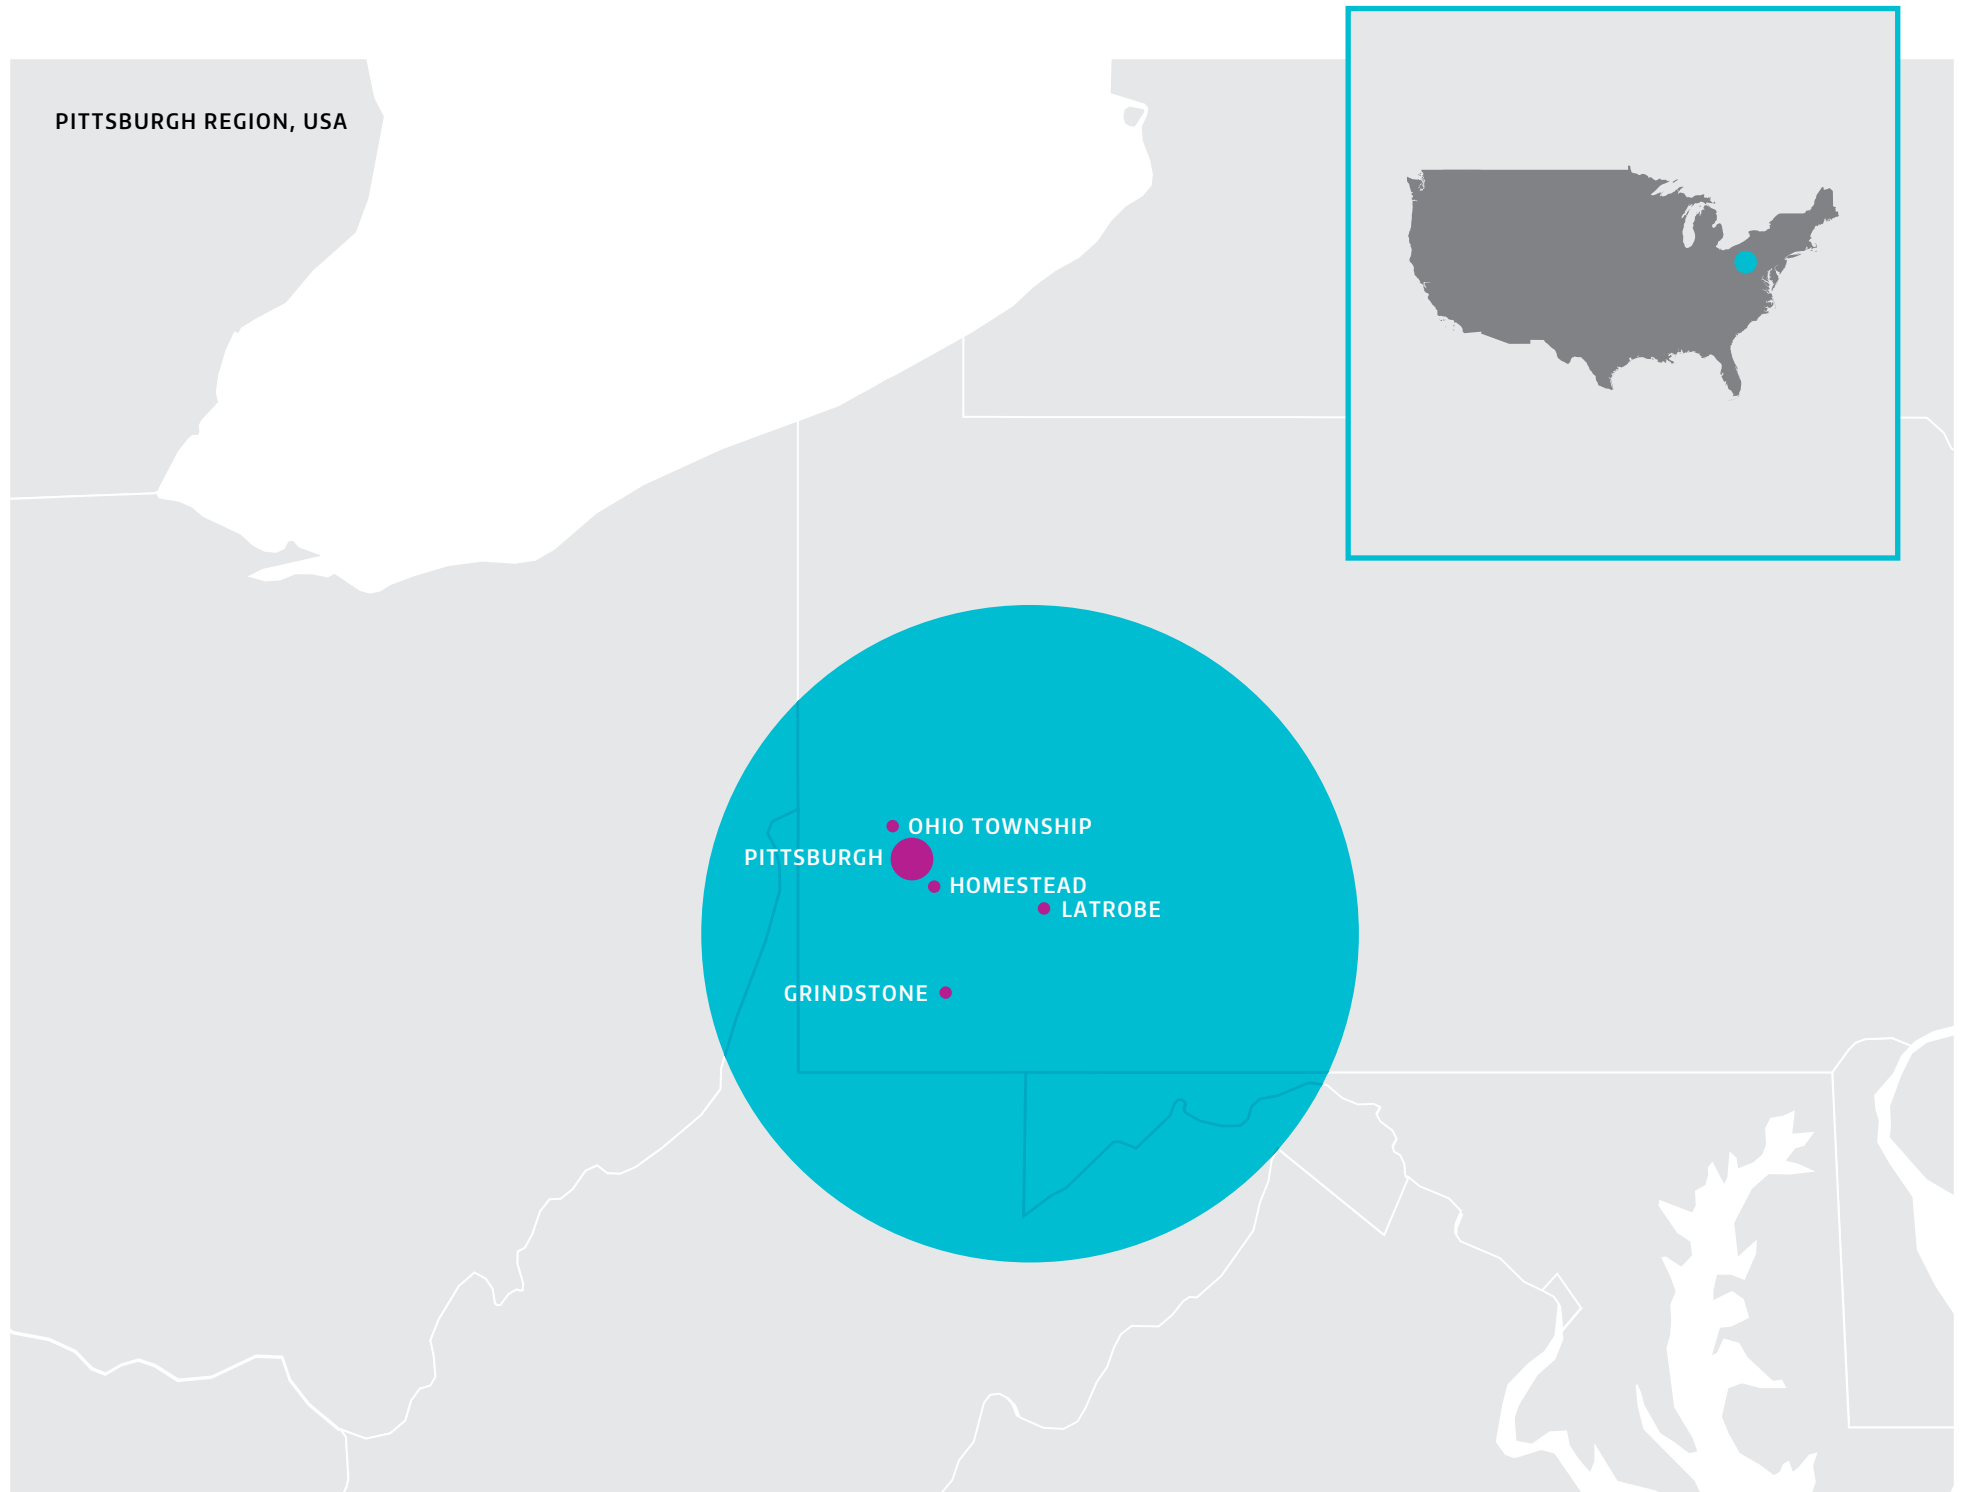 PITTSBURGH REGION, USA
OHIO TOWNSHIP
PITTSBURGH
HOMESTEAD
LATROBE
GRINDSTONE